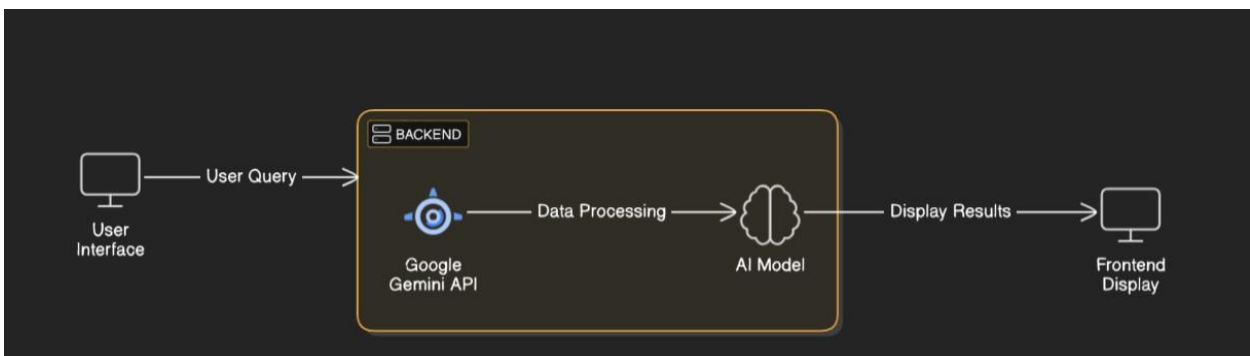 BACKEND
User Query
User
Interface
Data Processing
Display Results
Google
Gemini API
AI Model
Frontend
Display